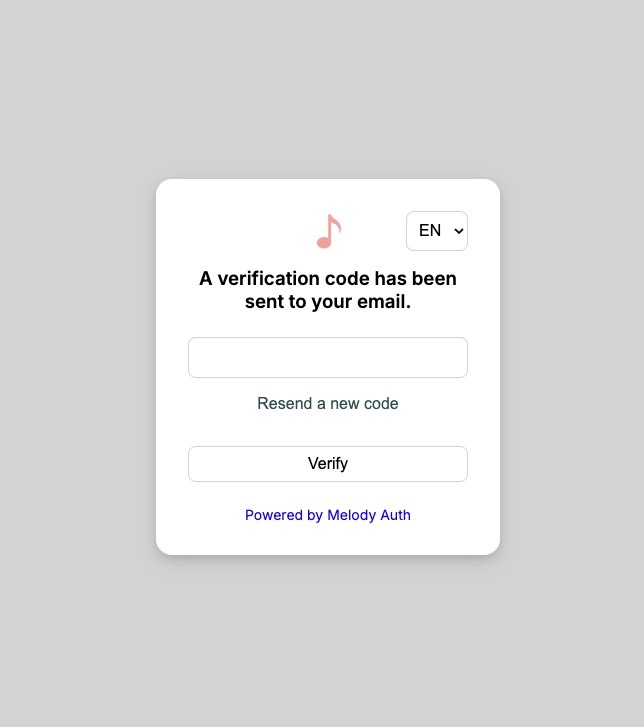 EN
A verification code has been
sent to your email.
Resend a new code
Verify
Powered by Melody Auth